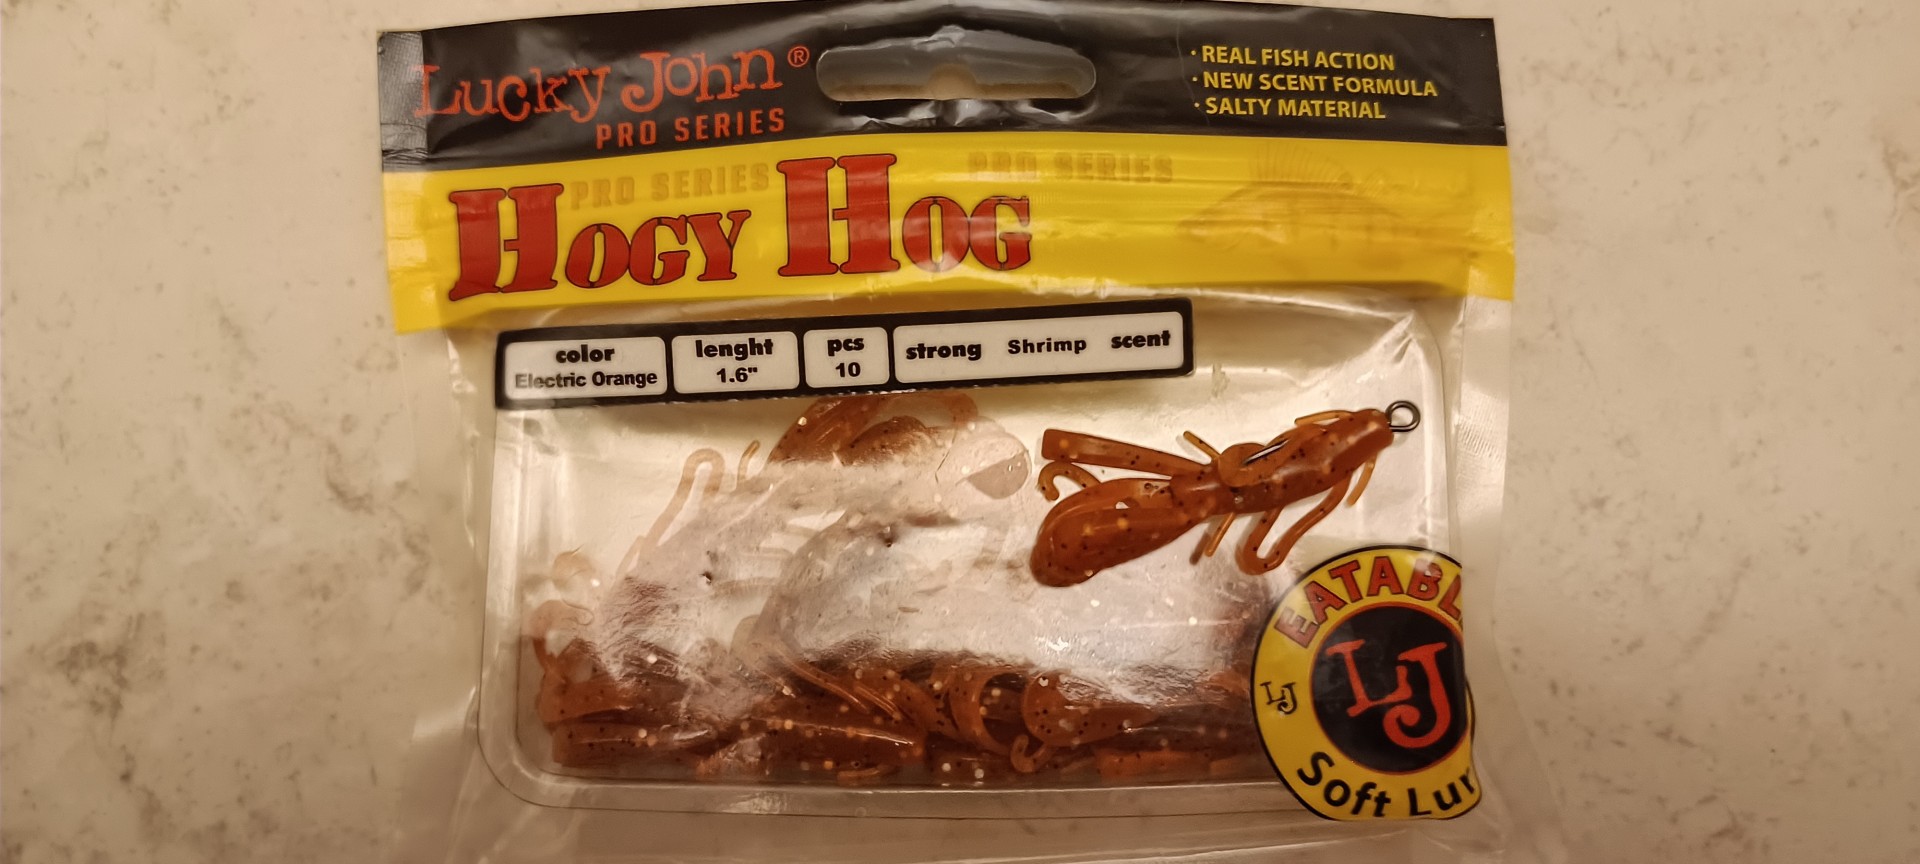 Lucky John®
PRO SERIES
· REAL FISH ACTION
· NEW SCENT FORMULA
· SALTY MATERIAL
PRO SERIES
PRO SERIES
HOGY HOG
color
Electric Orange
lenght
1.6"
pcs
10
strong Shrimp scent
EATABL
LJ
LJ
Soft Lur